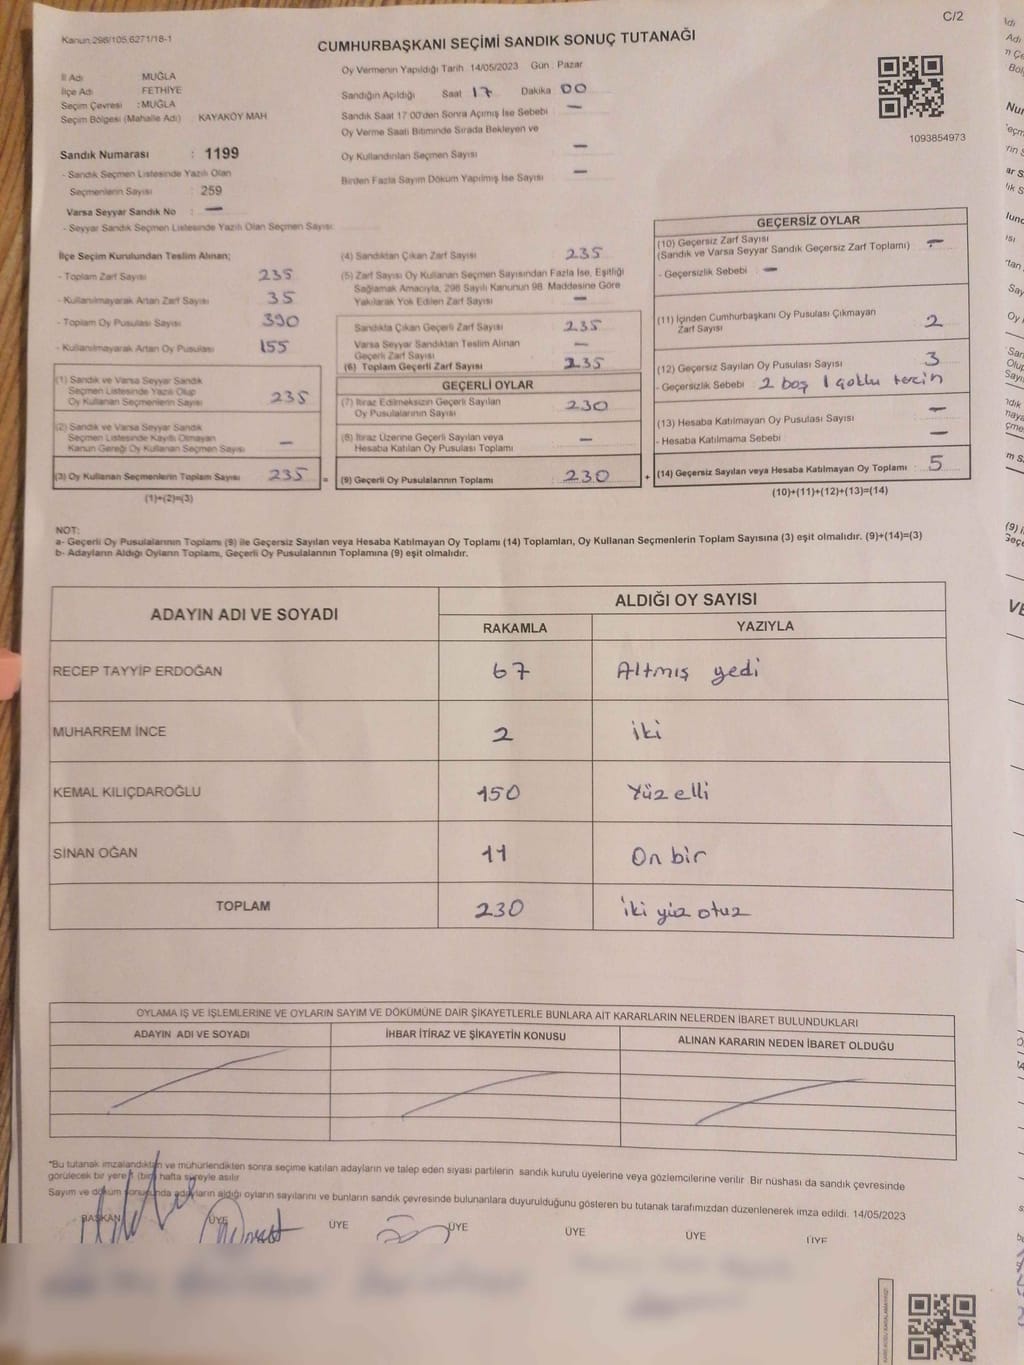 C/2
Kanun 298/105,6271/18-1
CUMHURBAŞKANI SEÇİMİ SANDIK SONUÇ TUTANAĞI
Oy Vermenin Yapıldığı Tarih 14/05/2023 Gün Pazar
İl Adı MUĞLA
İlçe Adı FETHİYE
Seçim Çevresi : MUĞLA
Seçim Bölgesi (Mahalle Adı) KAYAKÖY MAH
Sandık Numarası : 1199
- Sandık Seçmen Listesinde Yazılı Olan
Seçmenlerin Sayısı 259
Varsa Seyyar Sandık No : —
- Seyyar Sandık Seçmen Listesinde Yazılı Olan Seçmen Sayısı
Sandığın Açıldığı Saat 17 Dakika 00
Sandık Saat 17 00'den Sonra Açımış İse Sebebi —
Oy Verme Saati Bitiminde Sırada Bekleyen ve
Oy Kullandırılan Seçmen Sayısı —
Birden Fazla Sayım Döküm Yapılmış İse Sayısı —
1093854973
İlçe Seçim Kurulundan Teslim Alınan;
- Toplam Zarf Sayısı 235
- Kullanılmayarak Artan Zarf Sayısı 35
- Toplam Oy Pusulası Sayısı 390
- Kullanılmayarak Artan Oy Pusulası 155
(1) Sandık ve Varsa Seyyar Sandık
Seçmen Listesinde Yazılı Olup
Oy Kullanan Seçmenlerin Sayısı 235
(2) Sandık ve Varsa Seyyar Sandık
Seçmen Listesinde Kayıtlı Olmayan
Kanun Gereği Oy Kullanan Seçmen Sayısı —
(3) Oy Kullanan Seçmenlerin Toplam Sayısı 235
(1)+(2)=(3)
(4) Sandıktan Çıkan Zarf Sayısı 235
(5) Zarf Sayısı Oy Kullanan Seçmen Sayısından Fazla İse, Eşitliği
Sağlamak Amacıyla, 298 Sayılı Kanunun 98. Maddesine Göre
Yakılarak Yok Edilen Zarf Sayısı —
Sandıkta Çıkan Geçerli Zarf Sayısı 235
Varsa Seyyar Sandıktan Teslim Alınan
Geçerli Zarf Sayısı —
(6) Toplam Geçerli Zarf Sayısı 235
GEÇERLİ OYLAR
(7) İtiraz Edilmeksizin Geçerli Sayılan
Oy Pusulalarının Sayısı 230
(8) İtiraz Üzerine Geçerli Sayılan veya
Hesaba Katılan Oy Pusulası Toplamı —
=
(9) Geçerli Oy Pusulalarının Toplamı 230
+
GEÇERSİZ OYLAR
(10) Geçersiz Zarf Sayısı
(Sandık ve Varsa Seyyar Sandık Geçersiz Zarf Toplamı) —
- Geçersizlik Sebebi : —
(11) İçinden Cumhurbaşkanı Oy Pusulası Çıkmayan
Zarf Sayısı 2
(12) Geçersiz Sayılan Oy Pusulası Sayısı 3
- Geçersizlik Sebebi 2 boş 1 çoklu tercih
(13) Hesaba Katılmayan Oy Pusulası Sayısı —
- Hesaba Katılmama Sebebi —
(14) Geçersiz Sayılan veya Hesaba Katılmayan Oy Toplamı : 5
(10)+(11)+(12)+(13)=(14)
NOT:
a- Geçerli Oy Pusulalarının Toplamı (9) ile Geçersiz Sayılan veya Hesaba Katılmayan Oy Toplamı (14) Toplamları, Oy Kullanan Seçmenlerin Toplam Sayısına (3) eşit olmalıdır. (9)+(14)=(3)
b- Adayların Aldığı Oyların Toplamı, Geçerli Oy Pusulalarının Toplamına (9) eşit olmalıdır.
ADAYIN ADI VE SOYADI
ALDIĞI OY SAYISI
RAKAMLA YAZIYLA
RECEP TAYYİP ERDOĞAN 67 Altmış yedi
MUHARREM İNCE 2 iki
KEMAL KILIÇDAROĞLU 150 Yüz elli
SİNAN OĞAN 11 On bir
TOPLAM 230 iki yüz otuz
OYLAMA İŞ VE İŞLEMLERİNE VE OYLARIN SAYIM VE DÖKÜMÜNE DAİR ŞİKAYETLERLE BUNLARA AİT KARARLARIN NELERDEN İBARET BULUNDUKLARI
ADAYIN ADI VE SOYADI İHBAR İTİRAZ VE ŞİKAYETİN KONUSU ALINAN KARARIN NEDEN İBARET OLDUĞU
*Bu tutanak imzalandıktan ve mühürlendikten sonra seçime katılan adayların ve talep eden siyasi partilerin sandık kurulu üyelerine veya gözlemcilerine verilir Bir nüshası da sandık çevresinde
görülecek bir yere 1 (bir) hafta süreyle asılır
Sayım ve döküm sonucunda adayların aldığı oyların sayılarını ve bunların sandık çevresinde bulunanlara duyurulduğunu gösteren bu tutanak tarafımızdan düzenlenerek imza edildi. 14/05/2023
BAŞKAN ÜYE ÜYE ÜYE ÜYE ÜYE ÜYE